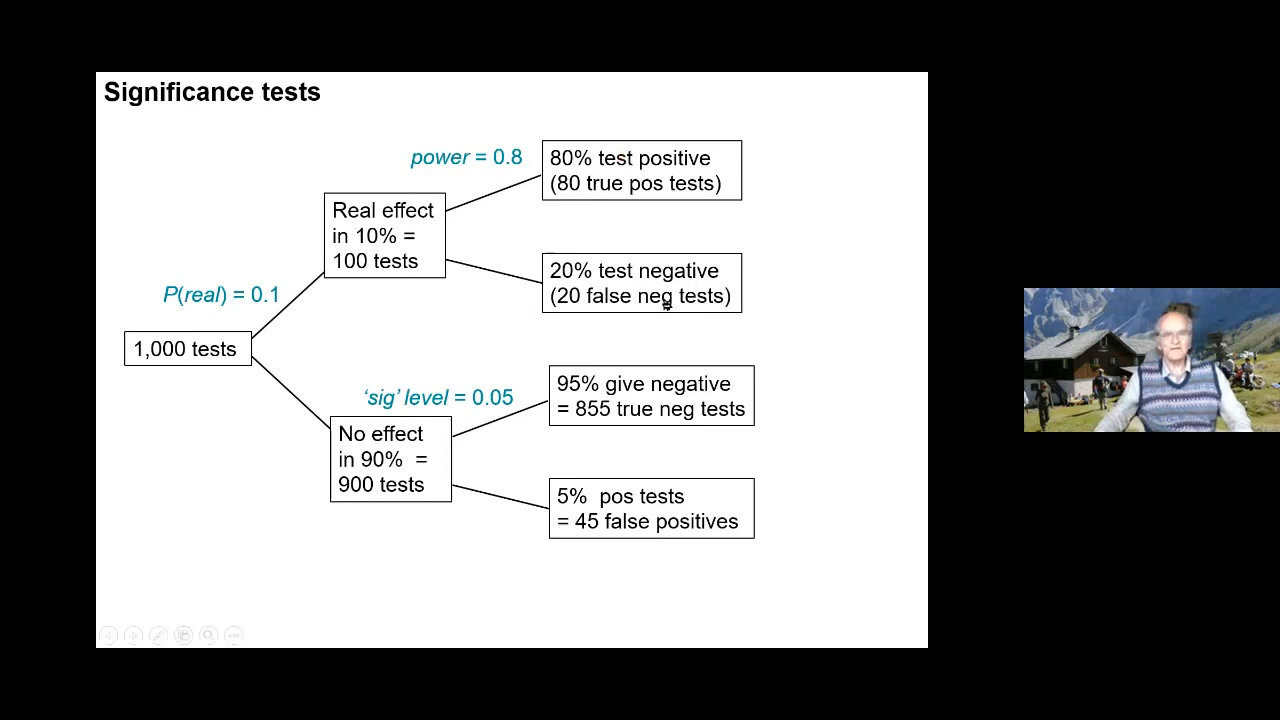 Significance tests
power = 0.8
80% test positive
(80 true pos tests)
Real effect
in 10% =
100 tests
20% test negative
(20 false neg tests)
P(real) = 0.1
1,000 tests
‘sig’ level = 0.05
95% give negative
= 855 true neg tests
No effect
in 90%  =
900 tests
5%  pos tests
= 45 false positives